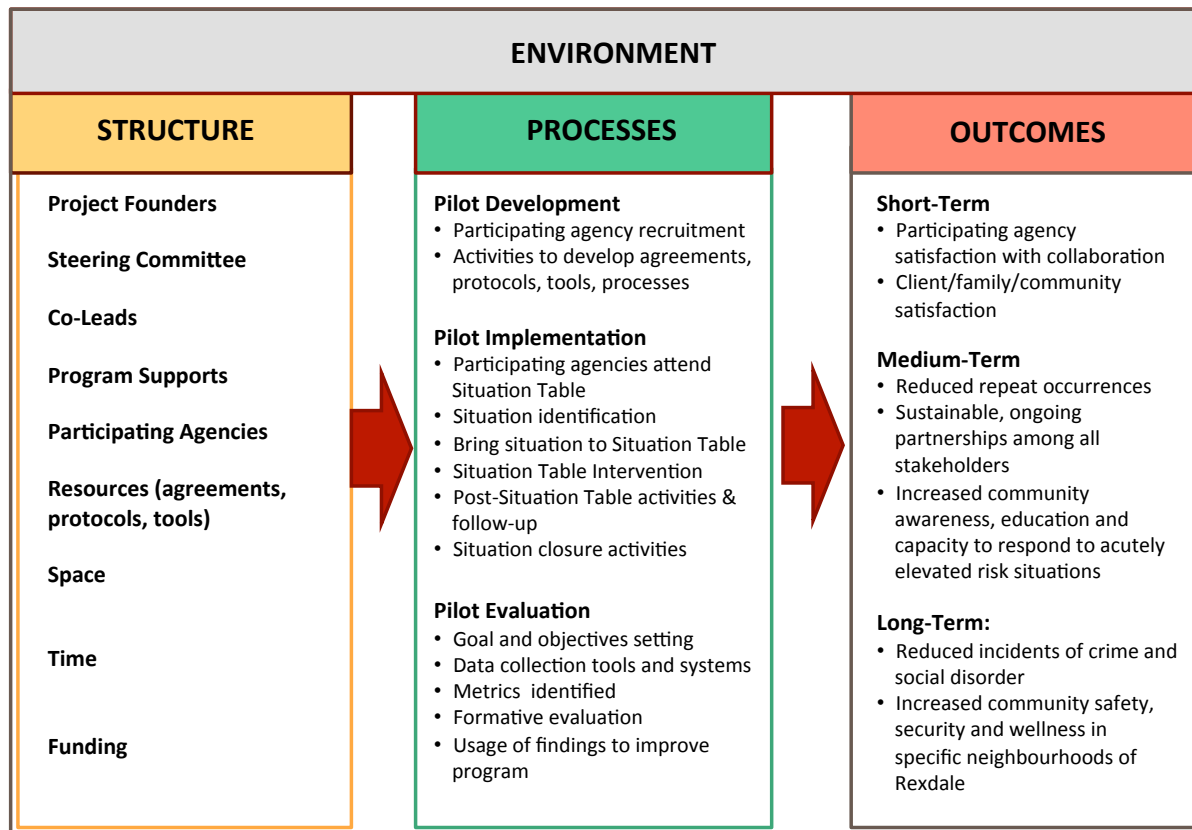 ENVIRONMENT
STRUCTURE
Project Founders
Steering Committee
Co-Leads
Program Supports
Participating Agencies
Resources (agreements,
protocols, tools)
Space
Time
Funding
PROCESSES
Pilot Development
• Participating agency recruitment
• Activities to develop agreements,
protocols, tools, processes
Pilot Implementation
• Participating agencies attend
Situation Table
• Situation identification
• Bring situation to Situation Table
• Situation Table Intervention
• Post-Situation Table activities &
follow-up
• Situation closure activities
Pilot Evaluation
• Goal and objectives setting
• Data collection tools and systems
• Metrics identified
• Formative evaluation
• Usage of findings to improve
program
OUTCOMES
Short-Term
• Participating agency
satisfaction with collaboration
• Client/family/community
satisfaction
Medium-Term
• Reduced repeat occurrences
• Sustainable, ongoing
partnerships among all
stakeholders
• Increased community
awareness, education and
capacity to respond to acutely
elevated risk situations
Long-Term:
• Reduced incidents of crime and
social disorder
• Increased community safety,
security and wellness in
specific neighbourhoods of
Rexdale